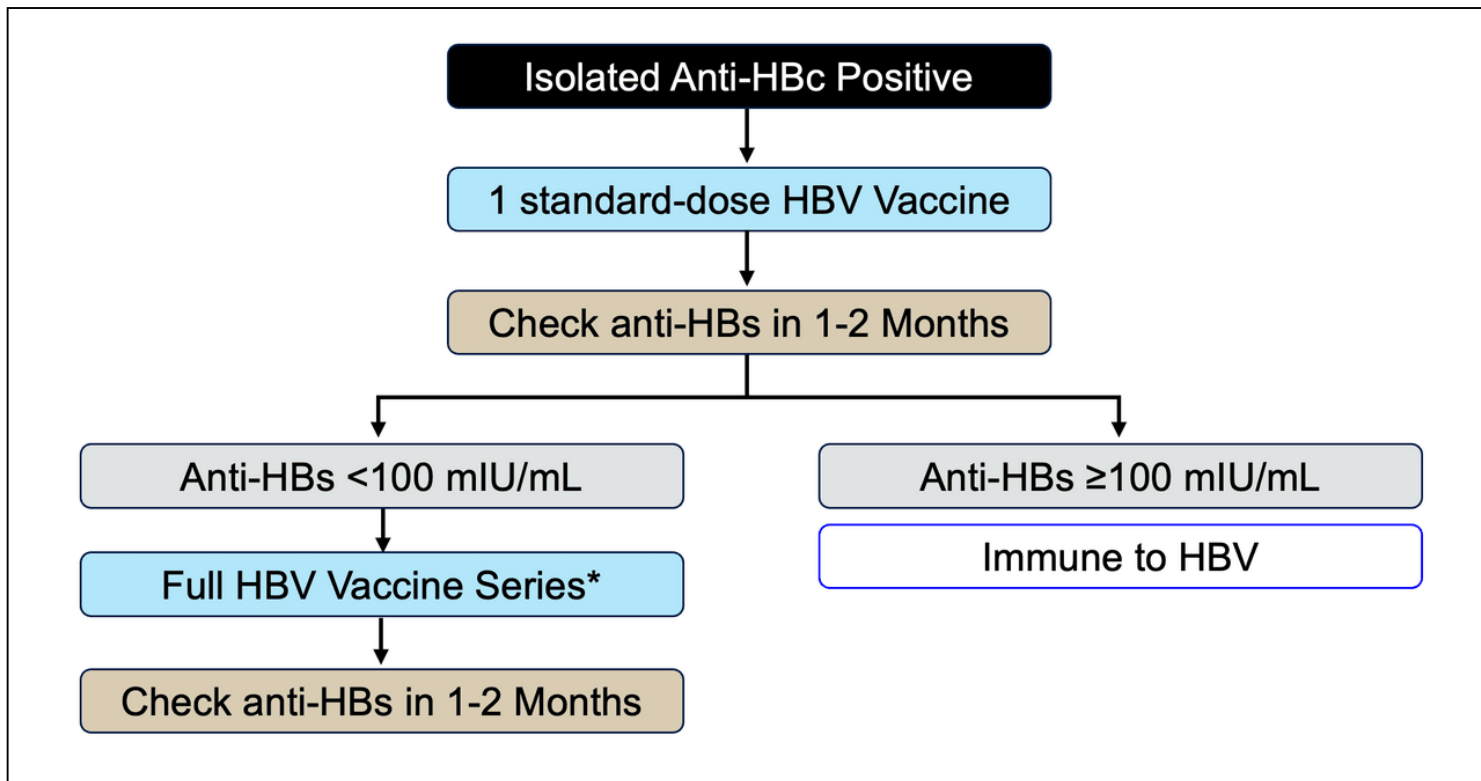 Isolated Anti-HBc Positive
1 standard-dose HBV Vaccine
Check anti-HBs in 1-2 Months
Anti-HBs <100 mIU/mL
Anti-HBs ≥100 mIU/mL
Full HBV Vaccine Series*
Immune to HBV
Check anti-HBs in 1-2 Months